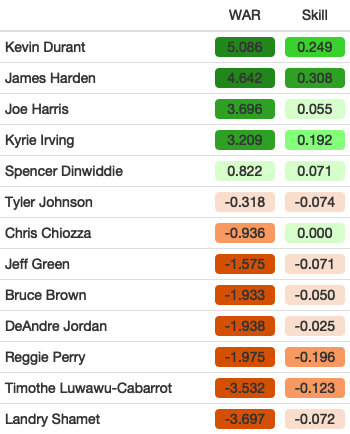 WAR Skill
Kevin Durant 5.086 0.249
James Harden 4.642 0.308
Joe Harris 3.696 0.055
Kyrie Irving 3.209 0.192
Spencer Dinwiddie 0.822 0.071
Tyler Johnson -0.318 -0.074
Chris Chiozza -0.936 0.000
Jeff Green -1.575 -0.071
Bruce Brown -1.933 -0.050
DeAndre Jordan -1.938 -0.025
Reggie Perry -1.975 -0.196
Timothe Luwawu-Cabarrot -3.532 -0.123
Landry Shamet -3.697 -0.072